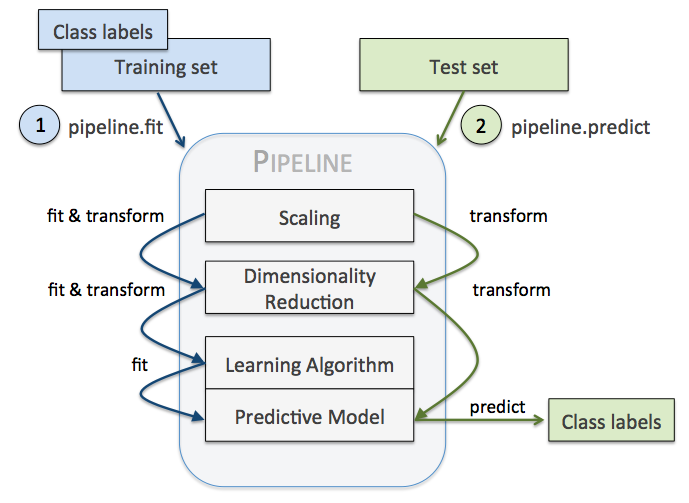 Class labels
Training set
Test set
1
pipeline.fit
2
pipeline.predict
PIPELINE
fit & transform
Scaling
transform
fit & transform
Dimensionality
Reduction
transform
fit
Learning Algorithm
Predictive Model
predict
Class labels